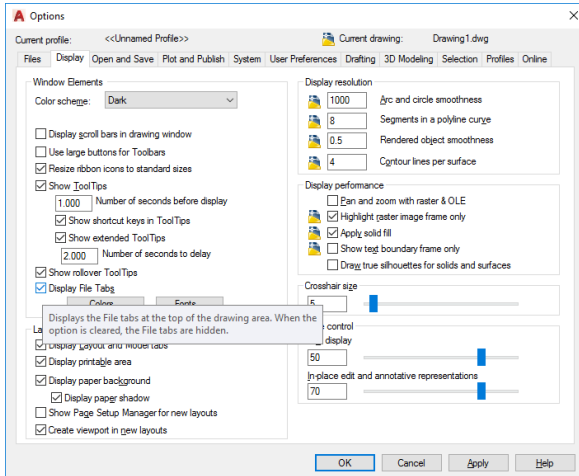 Options
Current profile: <<Unnamed Profile>> Current drawing: Drawing1.dwg
Files Display Open and Save Plot and Publish System User Preferences Drafting 3D Modeling Selection Profiles Online
Window Elements
Color scheme: Dark
Display scroll bars in drawing window
Use large buttons for Toolbars
Resize ribbon icons to standard sizes
Show ToolTips
1.000 Number of seconds before display
Show shortcut keys in ToolTips
Show extended ToolTips
2.000 Number of seconds to delay
Show rollover ToolTips
Display File Tabs
Colors... Fonts...
Displays the File tabs at the top of the drawing area. When the
option is cleared, the File tabs are hidden.
Display Layout and Model tabs
Display printable area
Display paper background
Display paper shadow
Show Page Setup Manager for new layouts
Create viewport in new layouts
Display resolution
1000 Arc and circle smoothness
8 Segments in a polyline curve
0.5 Rendered object smoothness
4 Contour lines per surface
Display performance
Pan and zoom with raster & OLE
Highlight raster image frame only
Apply solid fill
Show text boundary frame only
Draw true silhouettes for solids and surfaces
Crosshair size
5
control
display
50
In-place edit and annotative representations
70
OK Cancel Apply Help